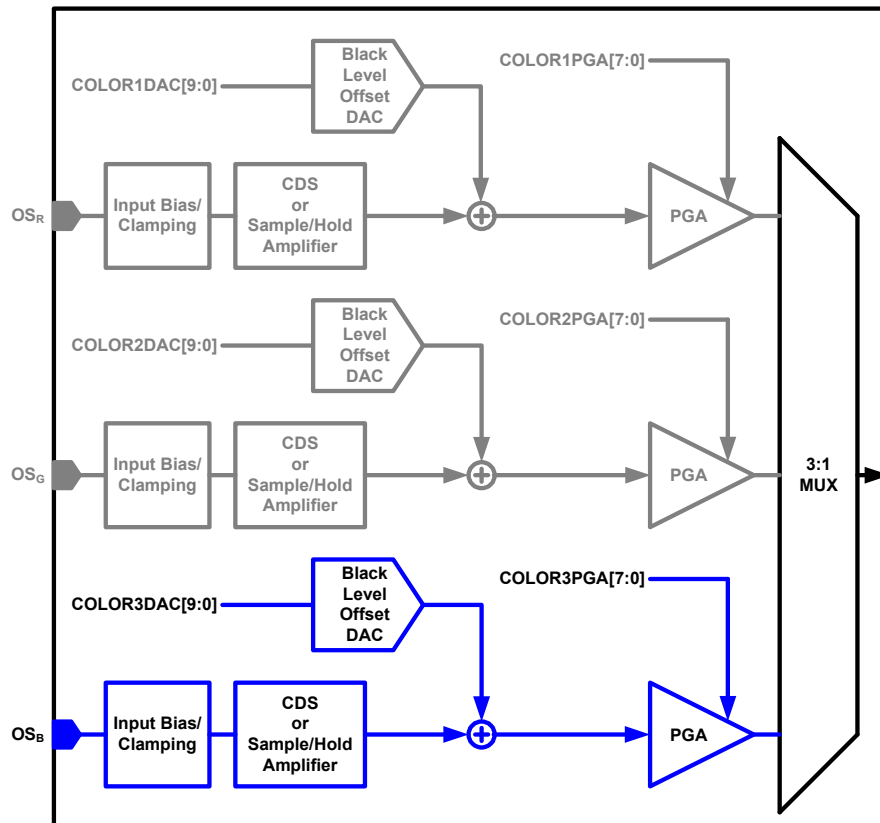 Black
Level
Offset
DAC
COLOR1DAC[9:0]
COLOR1PGA[7:0]
OSR
Input Bias/
Clamping
CDS
or
Sample/Hold
Amplifier
PGA
Black
Level
Offset
DAC
COLOR2DAC[9:0]
COLOR2PGA[7:0]
OSG
Input Bias/
Clamping
CDS
or
Sample/Hold
Amplifier
PGA
3:1
MUX
Black
Level
Offset
DAC
COLOR3DAC[9:0]
COLOR3PGA[7:0]
OSB
Input Bias/
Clamping
CDS
or
Sample/Hold
Amplifier
PGA